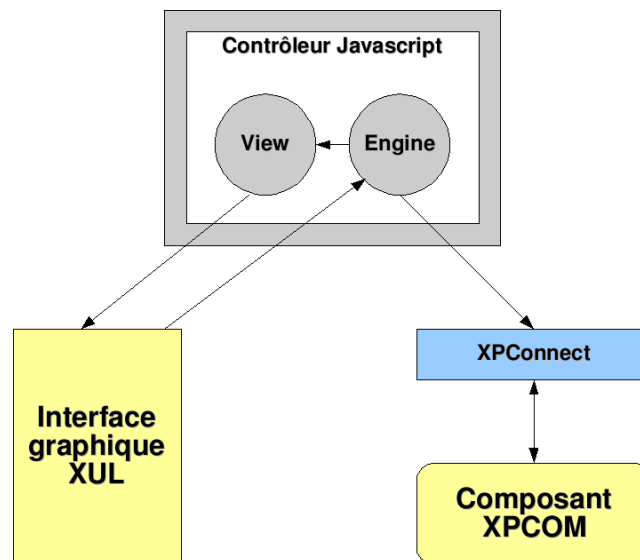 Contrôleur Javascript
View
Engine
XPConnect
Interface
graphique
XUL
Composant
XPCOM